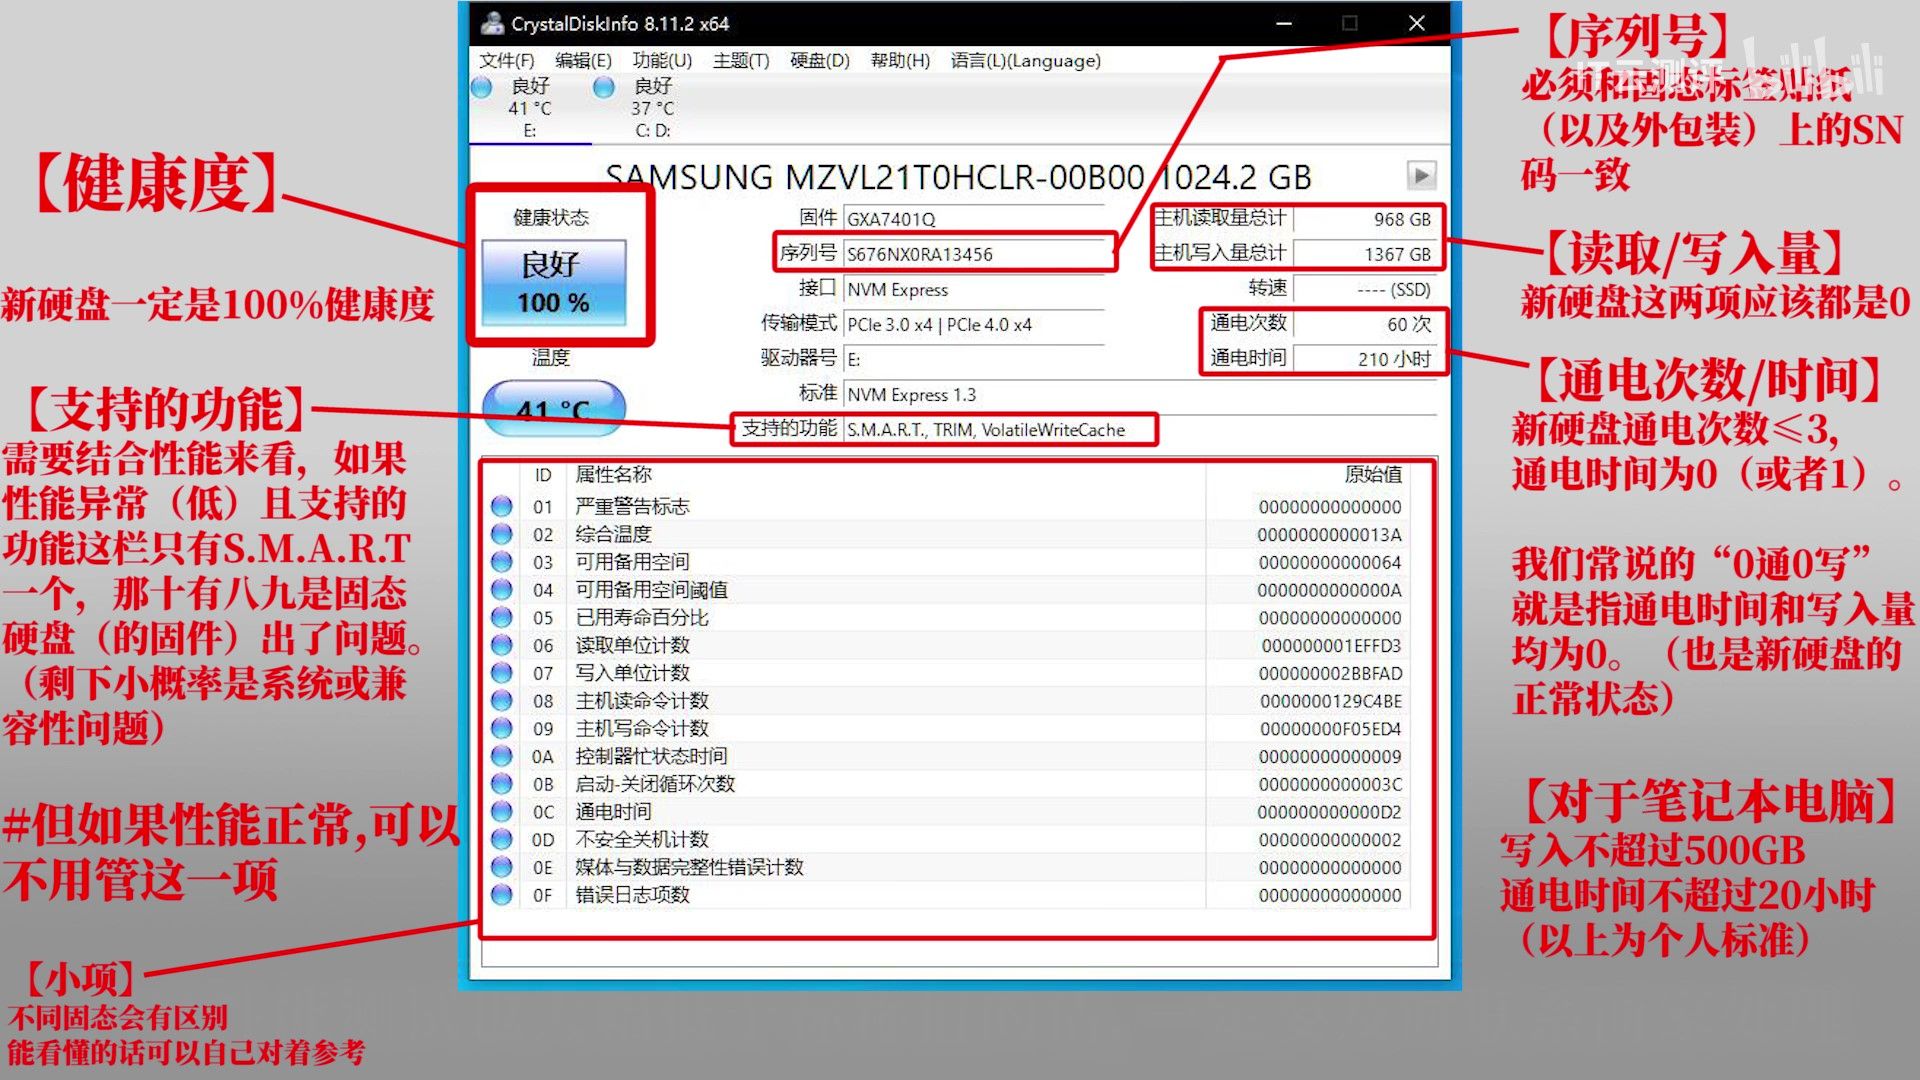 CrystalDiskInfo 8.11.2 x64
文件(F) 编辑(E) 功能(U) 主题(T) 硬盘(D) 帮助(H) 语言(L)(Language)
良好 良好
41 °C 37 °C
E: C: D:
SAMSUNG MZVL21T0HCLR-00B00 1024.2 GB
健康状态
良好
100 %
温度
41 °C
固件 GXA7401Q
序列号 S676NX0RA13456
接口 NVM Express
传输模式 PCIe 3.0 x4 | PCIe 4.0 x4
驱动器号 E:
标准 NVM Express 1.3
支持的功能 S.M.A.R.T., TRIM, VolatileWriteCache
主机读取量总计 968 GB
主机写入量总计 1367 GB
转速 ---- (SSD)
通电次数 60 次
通电时间 210 小时
ID 属性名称 原始值
01 严重警告标志 00000000000000
02 综合温度 0000000000013A
03 可用备用空间 00000000000064
04 可用备用空间阈值 0000000000000A
05 已用寿命百分比 00000000000000
06 读取单位计数 000000001EFFD3
07 写入单位计数 000000002BBFAD
08 主机读命令计数 0000000129C4BE
09 主机写命令计数 00000000F05ED4
0A 控制器忙状态时间 00000000000009
0B 启动-关闭循环次数 0000000000003C
0C 通电时间 000000000000D2
0D 不安全关机计数 00000000000002
0E 媒体与数据完整性错误计数 00000000000000
0F 错误日志项数 00000000000000
【健康度】
新硬盘一定是100%健康度
【支持的功能】
需要结合性能来看，如果
性能异常（低）且支持的
功能这栏只有S.M.A.R.T
一个，那十有八九是固态
硬盘（的固件）出了问题。
（剩下小概率是系统或兼
容性问题）
#但如果性能正常,可以
不用管这一项
【小项】
不同固态会有区别
能看懂的话可以自己对着参考
【序列号】
必须和固态标签贴纸
（以及外包装）上的SN
码一致
bilibili
【读取/写入量】
新硬盘这两项应该都是0
【通电次数/时间】
新硬盘通电次数≤3，
通电时间为0（或者1）。
我们常说的“0通0写”
就是指通电时间和写入量
均为0。（也是新硬盘的
正常状态）
【对于笔记本电脑】
写入不超过500GB
通电时间不超过20小时
（以上为个人标准）